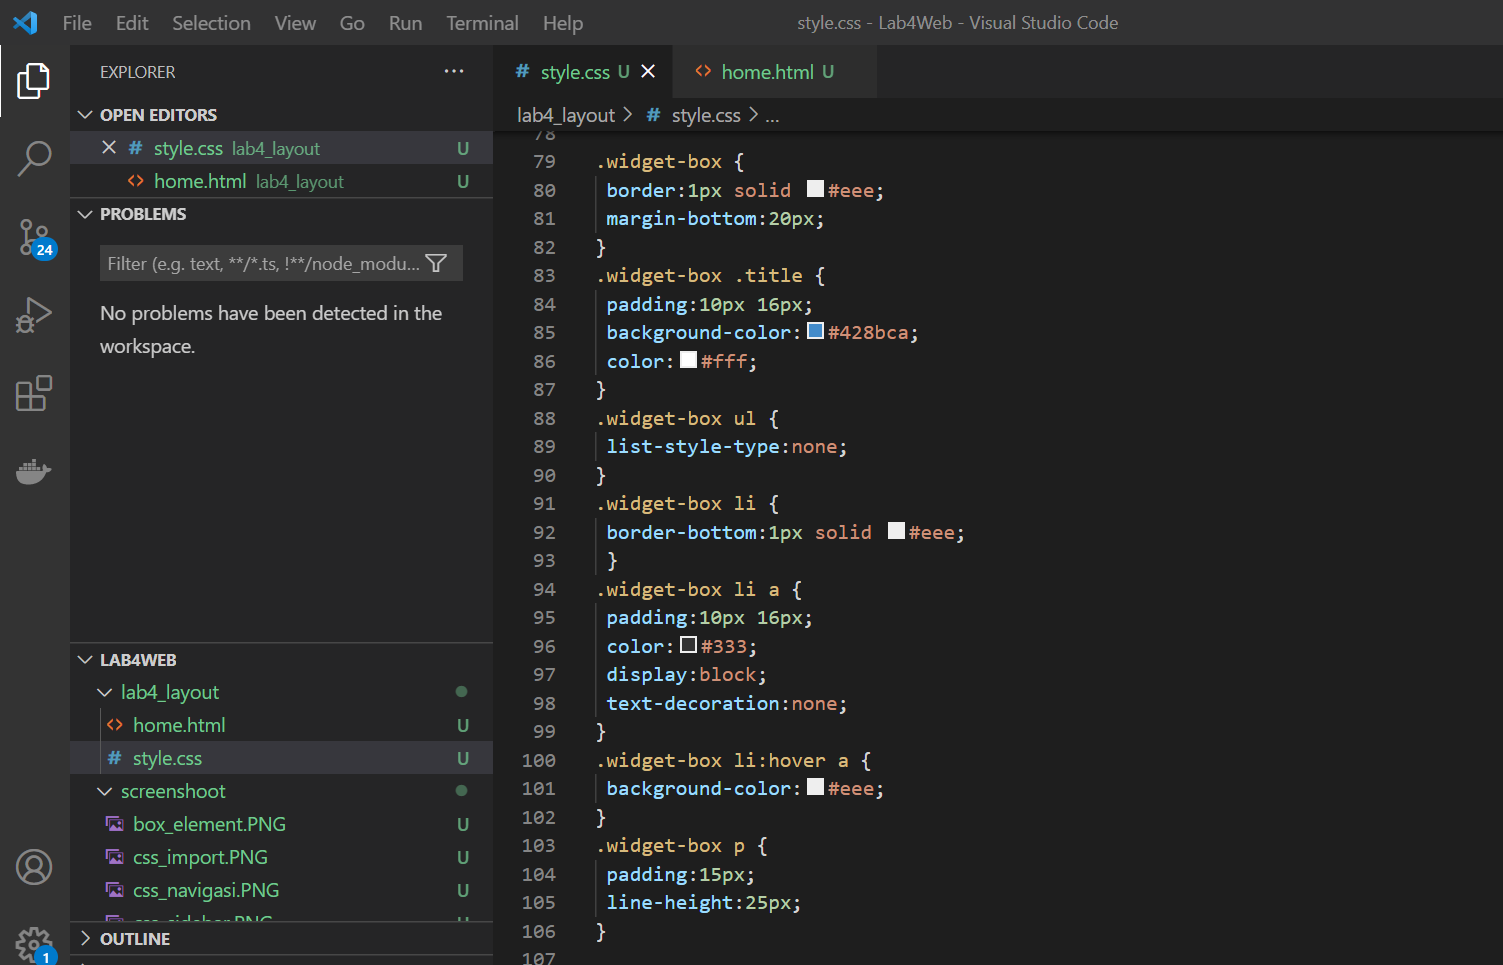 File Edit Selection View Go Run Terminal Help style.css - Lab4Web - Visual Studio Code
EXPLORER ...
OPEN EDITORS
style.css lab4_layout U
home.html lab4_layout U
PROBLEMS
Filter (e.g. text, **/*.ts, !**/node_modu...
No problems have been detected in the
workspace.
24
LAB4WEB
lab4_layout
home.html U
style.css U
screenshoot
box_element.PNG U
css_import.PNG U
css_navigasi.PNG U
css_sidebar.PNG U
OUTLINE
1
# style.css U <> home.html U
lab4_layout > # style.css > ...
78
79 .widget-box {
80 border:1px solid #eee;
81 margin-bottom:20px;
82 }
83 .widget-box .title {
84 padding:10px 16px;
85 background-color:#428bca;
86 color:#fff;
87 }
88 .widget-box ul {
89 list-style-type:none;
90 }
91 .widget-box li {
92 border-bottom:1px solid #eee;
93 }
94 .widget-box li a {
95 padding:10px 16px;
96 color:#333;
97 display:block;
98 text-decoration:none;
99 }
100 .widget-box li:hover a {
101 background-color:#eee;
102 }
103 .widget-box p {
104 padding:15px;
105 line-height:25px;
106 }
107